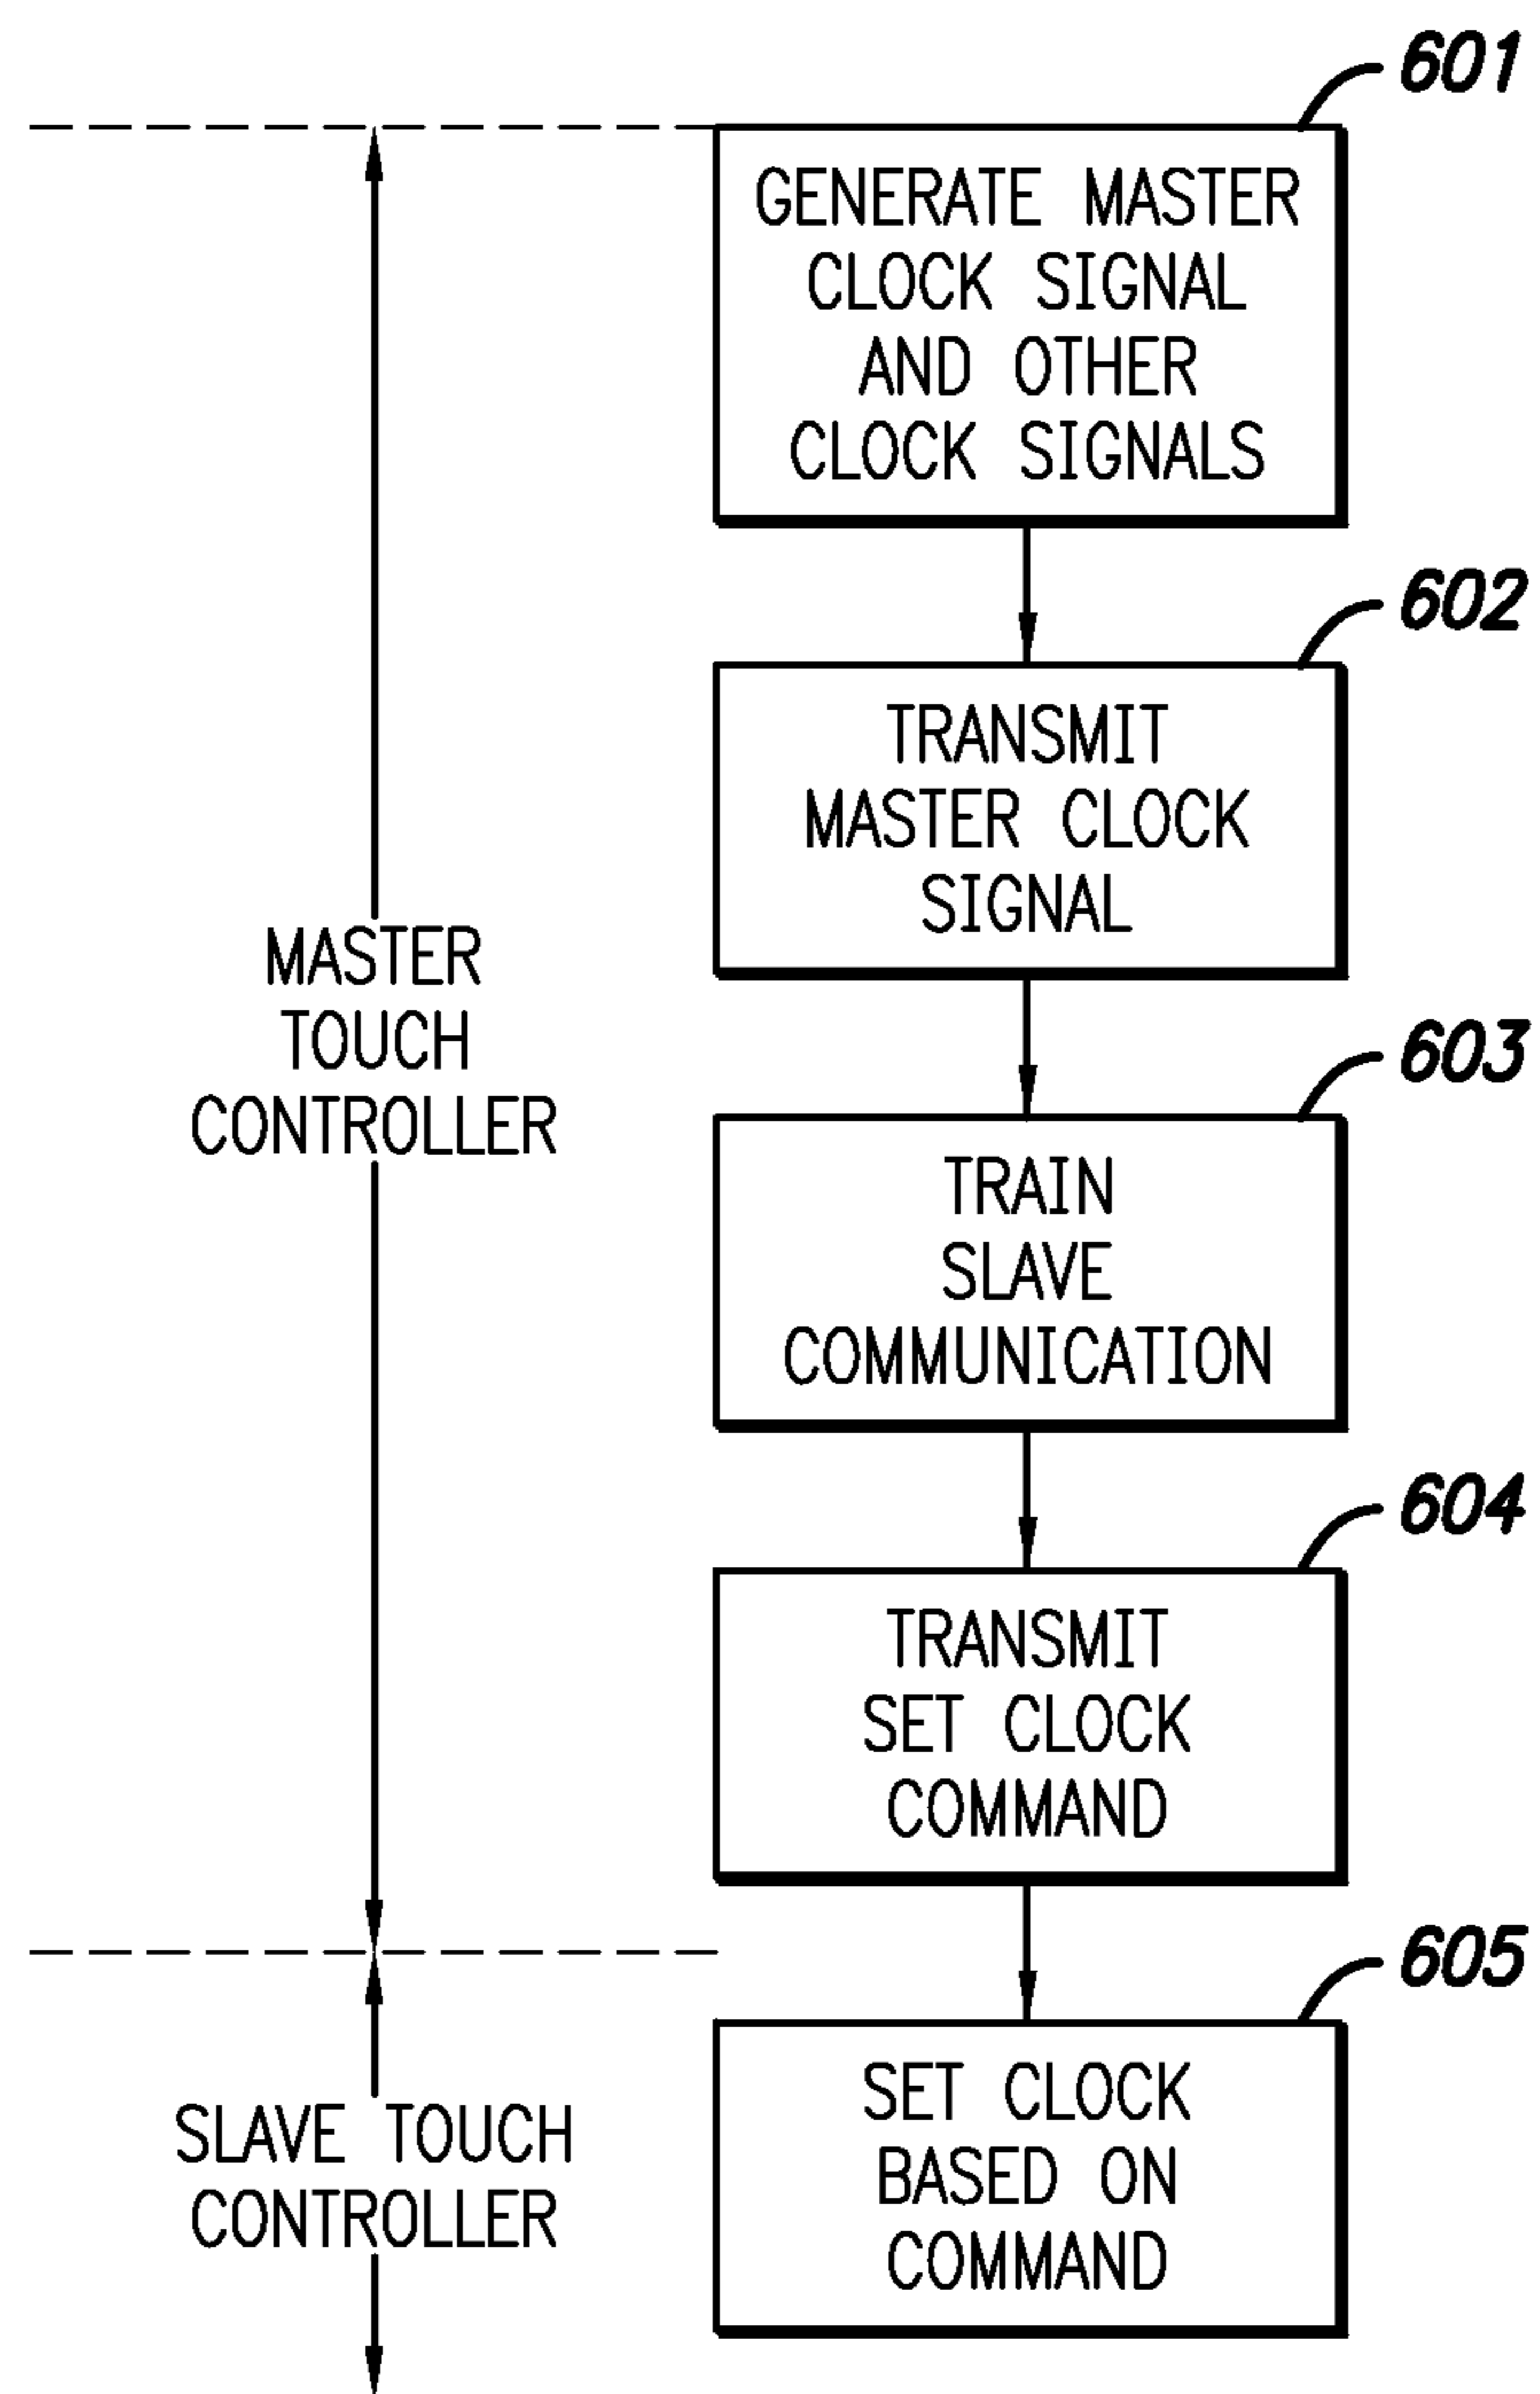 601
GENERATE MASTER
CLOCK SIGNAL
AND OTHER
CLOCK SIGNALS
602
TRANSMIT
MASTER CLOCK
SIGNAL
MASTER
TOUCH
CONTROLLER
603
TRAIN
SLAVE
COMMUNICATION
604
TRANSMIT
SET CLOCK
COMMAND
605
SET CLOCK
BASED ON
COMMAND
SLAVE TOUCH
CONTROLLER